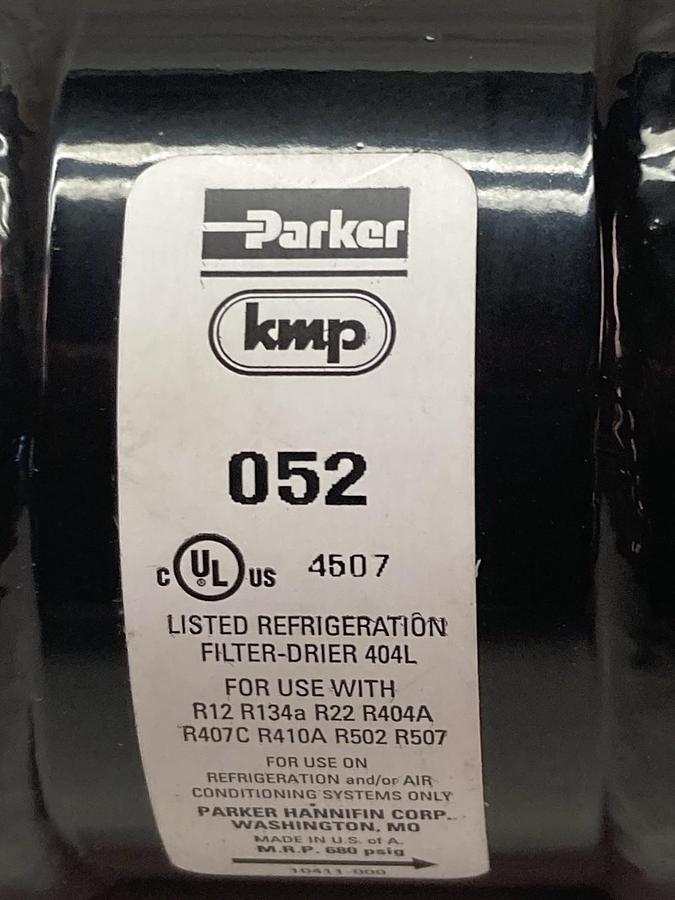 Parker
kmp
052
C UL US 4507
LISTED REFRIGERATION
FILTER-DRIER 404L
FOR USE WITH
R12 R134a R22 R404A
R407C R410A R502 R507
FOR USE ON
REFRIGERATION and/or AIR
CONDITIONING SYSTEMS ONLY
PARKER HANNIFIN CORP.
WASHINGTON, MO
MADE IN U.S. of A.
M.R.P. 680 psig
10411-000